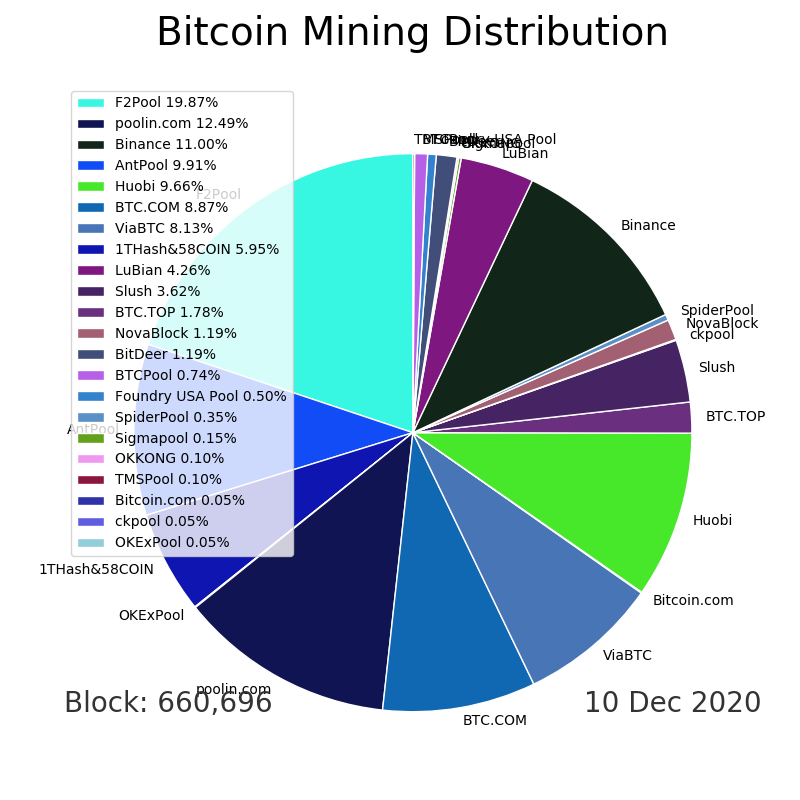 Bitcoin Mining Distribution
F2Pool 19.87%
poolin.com 12.49%
Binance 11.00%
AntPool 9.91%
Huobi 9.66%
BTC.COM 8.87%
ViaBTC 8.13%
1THash&58COIN 5.95%
LuBian 4.26%
Slush 3.62%
BTC.TOP 1.78%
NovaBlock 1.19%
BitDeer 1.19%
BTCPool 0.74%
Foundry USA Pool 0.50%
SpiderPool 0.35%
Sigmapool 0.15%
OKKONG 0.10%
TMSPool 0.10%
Bitcoin.com 0.05%
ckpool 0.05%
OKExPool 0.05%
USA Pool
LuBian
F2Pool
Binance
SpiderPool
NovaBlock
ckpool
Slush
BTC.TOP
AntPool
Huobi
1THash&58COIN
Bitcoin.com
OKExPool
ViaBTC
poolin.com
BTC.COM
Block: 660,696
10 Dec 2020